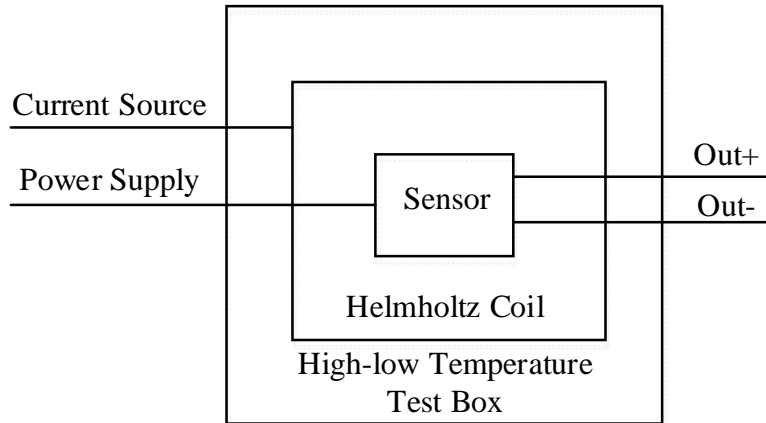 Current Source
Power Supply
Sensor
Out+
Out-
Helmholtz Coil
High-low Temperature
Test Box